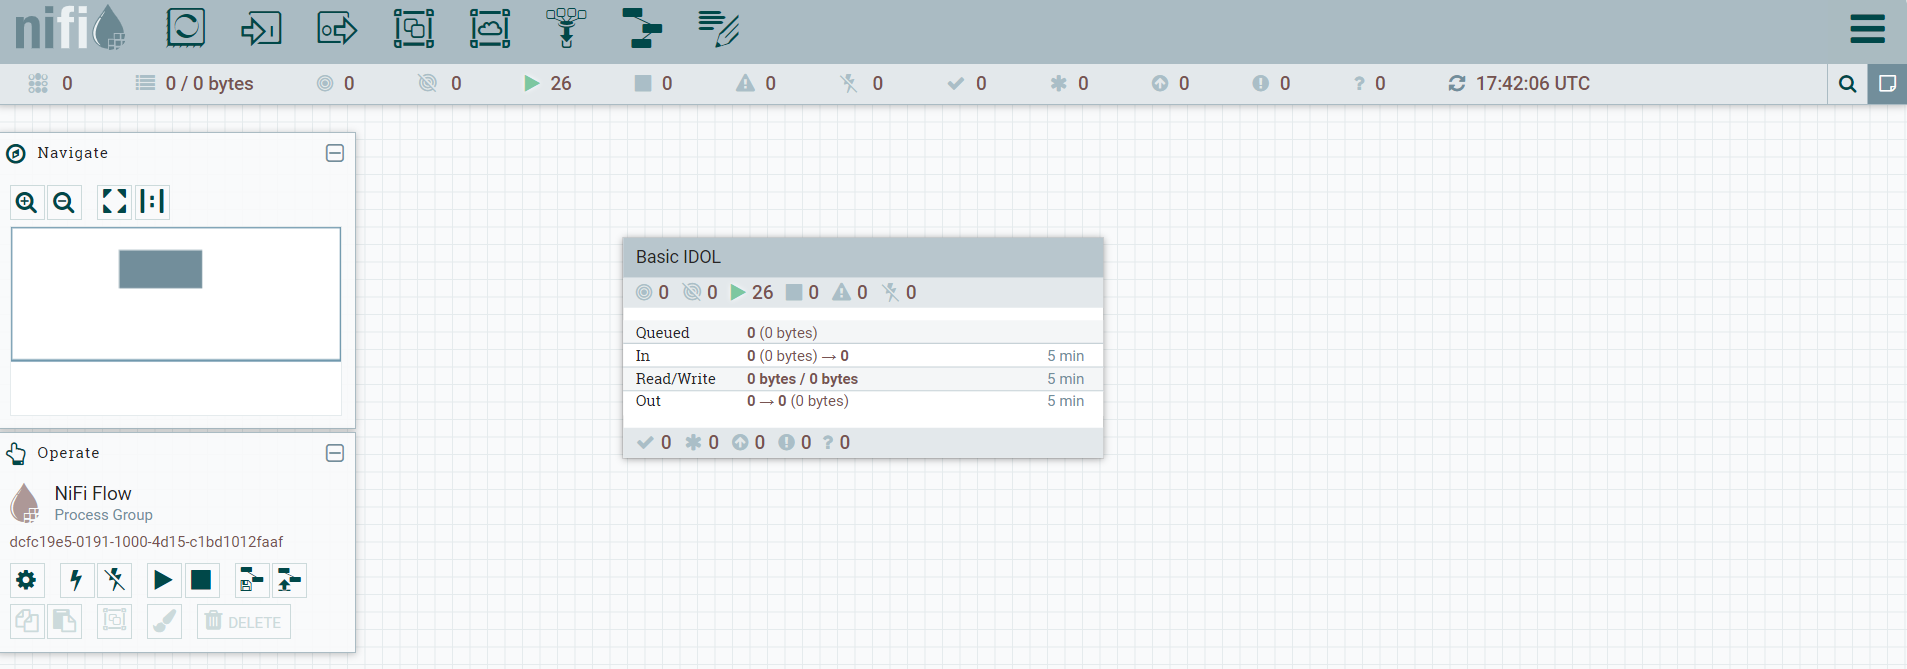 nifi
0 0 / 0 bytes 0 0 26 0 0 0 0 0 0 0 ? 0 17:42:06 UTC
Navigate
Basic IDOL
0 0 26 0 0 0
Queued 0 (0 bytes)
In 0 (0 bytes) → 0 5 min
Read/Write 0 bytes / 0 bytes 5 min
Out 0 → 0 (0 bytes) 5 min
0 0 0 0 ? 0
Operate
NiFi Flow
Process Group
dcfc19e5-0191-1000-4d15-c1bd1012faaf
DELETE